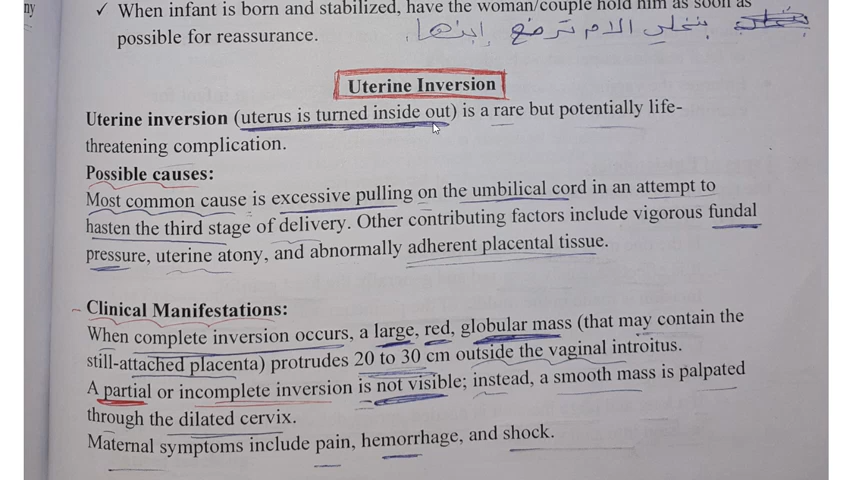 ny
✓ When infant is born and stabilized, have the woman/couple hold him as soon as
possible for reassurance.
بتخلي الام ترضع ابنها
Uterine Inversion
Uterine inversion (uterus is turned inside out) is a rare but potentially life-
threatening complication.
Possible causes:
Most common cause is excessive pulling on the umbilical cord in an attempt to
hasten the third stage of delivery. Other contributing factors include vigorous fundal
pressure, uterine atony, and abnormally adherent placental tissue.
Clinical Manifestations:
When complete inversion occurs, a large, red, globular mass (that may contain the
still-attached placenta) protrudes 20 to 30 cm outside the vaginal introitus.
A partial or incomplete inversion is not visible; instead, a smooth mass is palpated
through the dilated cervix.
Maternal symptoms include pain, hemorrhage, and shock.